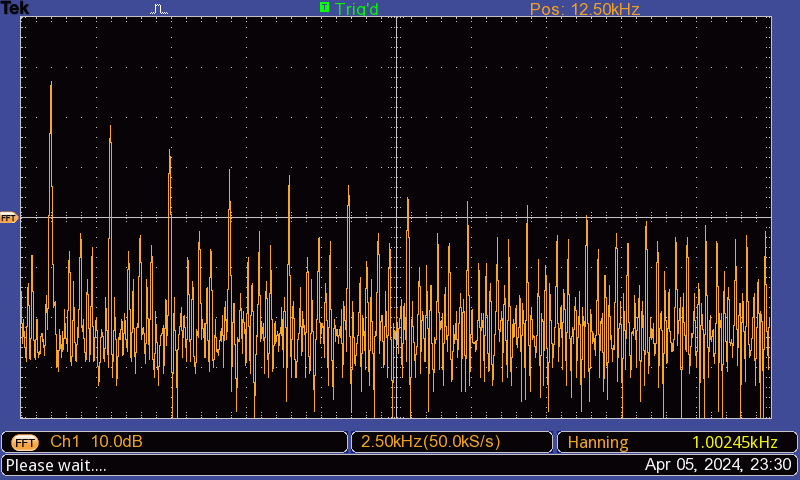 Tek T Trig'd Pos: 12.50kHz
FFT
FFT Ch1 10.0dB 2.50kHz(50.0kS/s) Hanning 1.00245kHz
Please wait.... Apr 05, 2024, 23:30